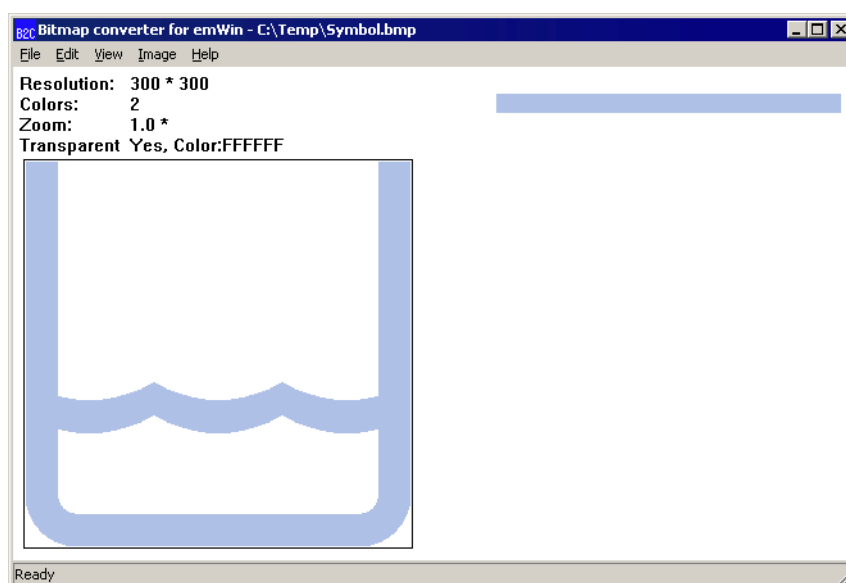 B2C Bitmap converter for emWin - C:\Temp\Symbol.bmp
File Edit View Image Help
Resolution: 300 * 300
Colors: 2
Zoom: 1.0 *
Transparent Yes, Color:FFFFFF
Ready